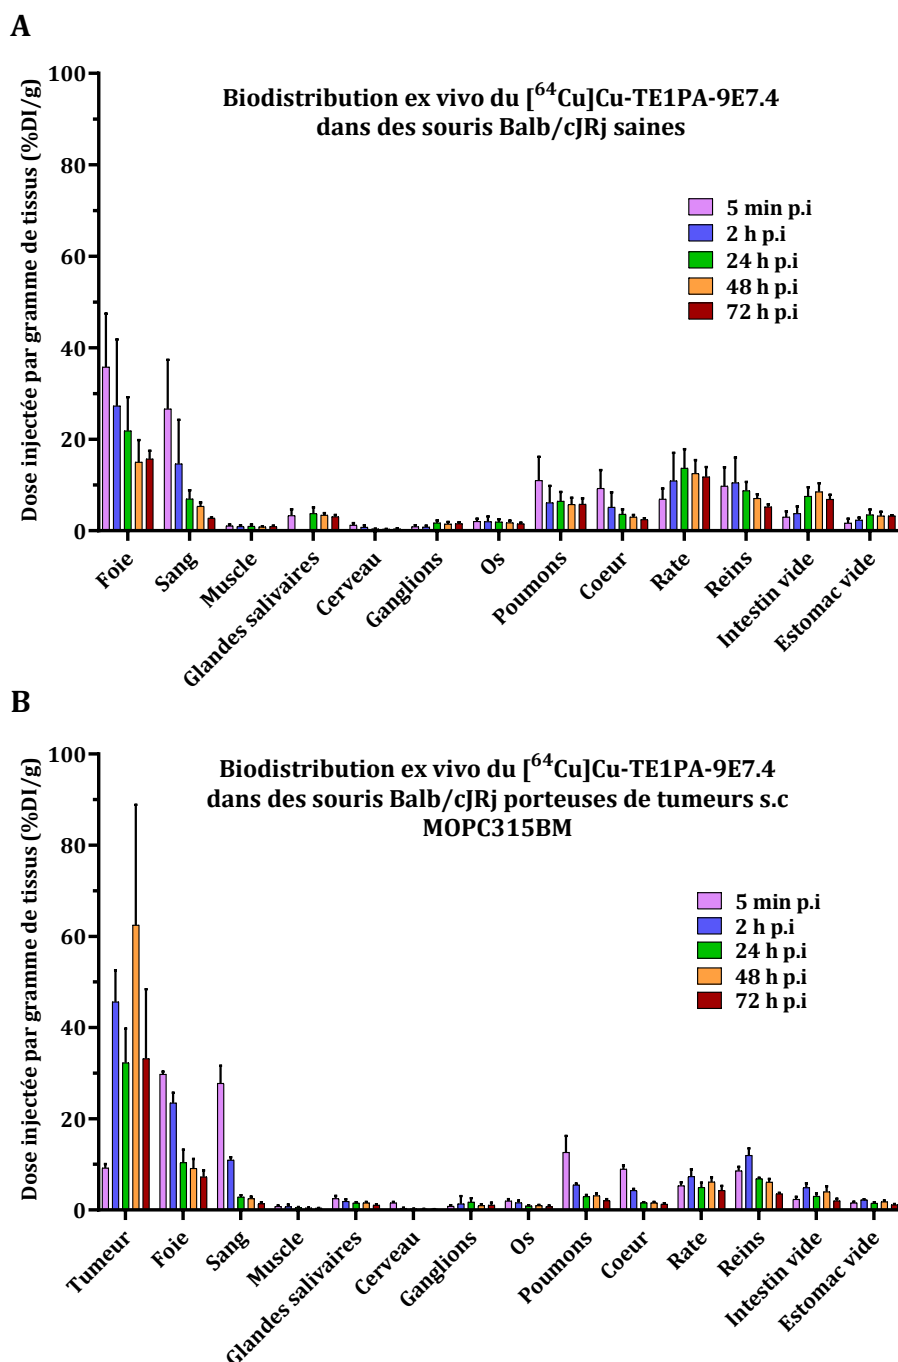 A
Biodistribution ex vivo du [⁶⁴Cu]Cu-TE1PA-9E7.4
dans des souris Balb/cJRj saines
Dose injectée par gramme de tissus (%DI/g)
100
80
60
40
20
0
5 min p.i
2 h p.i
24 h p.i
48 h p.i
72 h p.i
Foie
Sang
Muscle
Glandes salivaires
Cerveau
Ganglions
Os
Poumons
Coeur
Rate
Reins
Intestin vide
Estomac vide
B
Biodistribution ex vivo du [⁶⁴Cu]Cu-TE1PA-9E7.4
dans des souris Balb/cJRj porteuses de tumeurs s.c
MOPC315BM
Dose injectée par gramme de tissus (%DI/g)
100
80
60
40
20
0
5 min p.i
2 h p.i
24 h p.i
48 h p.i
72 h p.i
Tumeur
Foie
Sang
Muscle
Glandes salivaires
Cerveau
Ganglions
Os
Poumons
Coeur
Rate
Reins
Intestin vide
Estomac vide